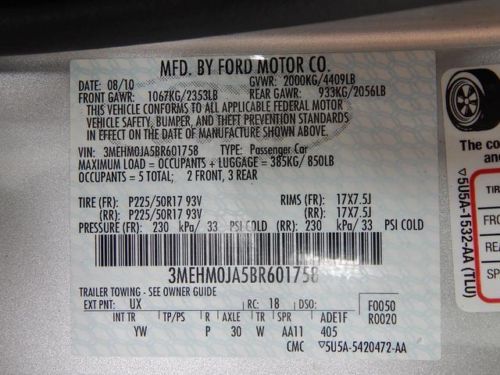 MFD. BY FORD MOTOR CO.
DATE: 08/10 GVWR: 2000KG/4409LB
FRONT GAWR: 1067KG/2353LB REAR GAWR: 933KG/2056LB
THIS VEHICLE CONFORMS TO ALL APPLICABLE FEDERAL MOTOR
VEHICLE SAFETY, BUMPER, AND THEFT PREVENTION STANDARDS
IN EFFECT ON THE DATE OF MANUFACTURE SHOWN ABOVE.
VIN: 3MEHM0JA5BR601758 TYPE: Passenger Car
MAXIMUM LOAD = OCCUPANTS + LUGGAGE = 385KG/ 850LB
OCCUPANTS = 5 TOTAL; 2 FRONT, 3 REAR
TIRE (FR): P225/50R17 93V RIMS (FR): 17X7.5J
(RR): P225/50R17 93V (RR): 17X7.5J
PRESSURE (FR): 230 kPa/ 33 PSI COLD (RR): 230 kPa/ 33 PSI COLD
3MEHM0JA5BR601758
TRAILER TOWING - SEE OWNER GUIDE
EXT PNT: UX RC: 18 DSO: F0050
R0020
INT TR TP/PS R AXLE TR SPR ADE1F
YW P 30 W AA11 405
CMC ▽5U5A-5420472-AA
▽5U5A-1532-AA (TLU)
The co
TIR
FRO
REA
SP